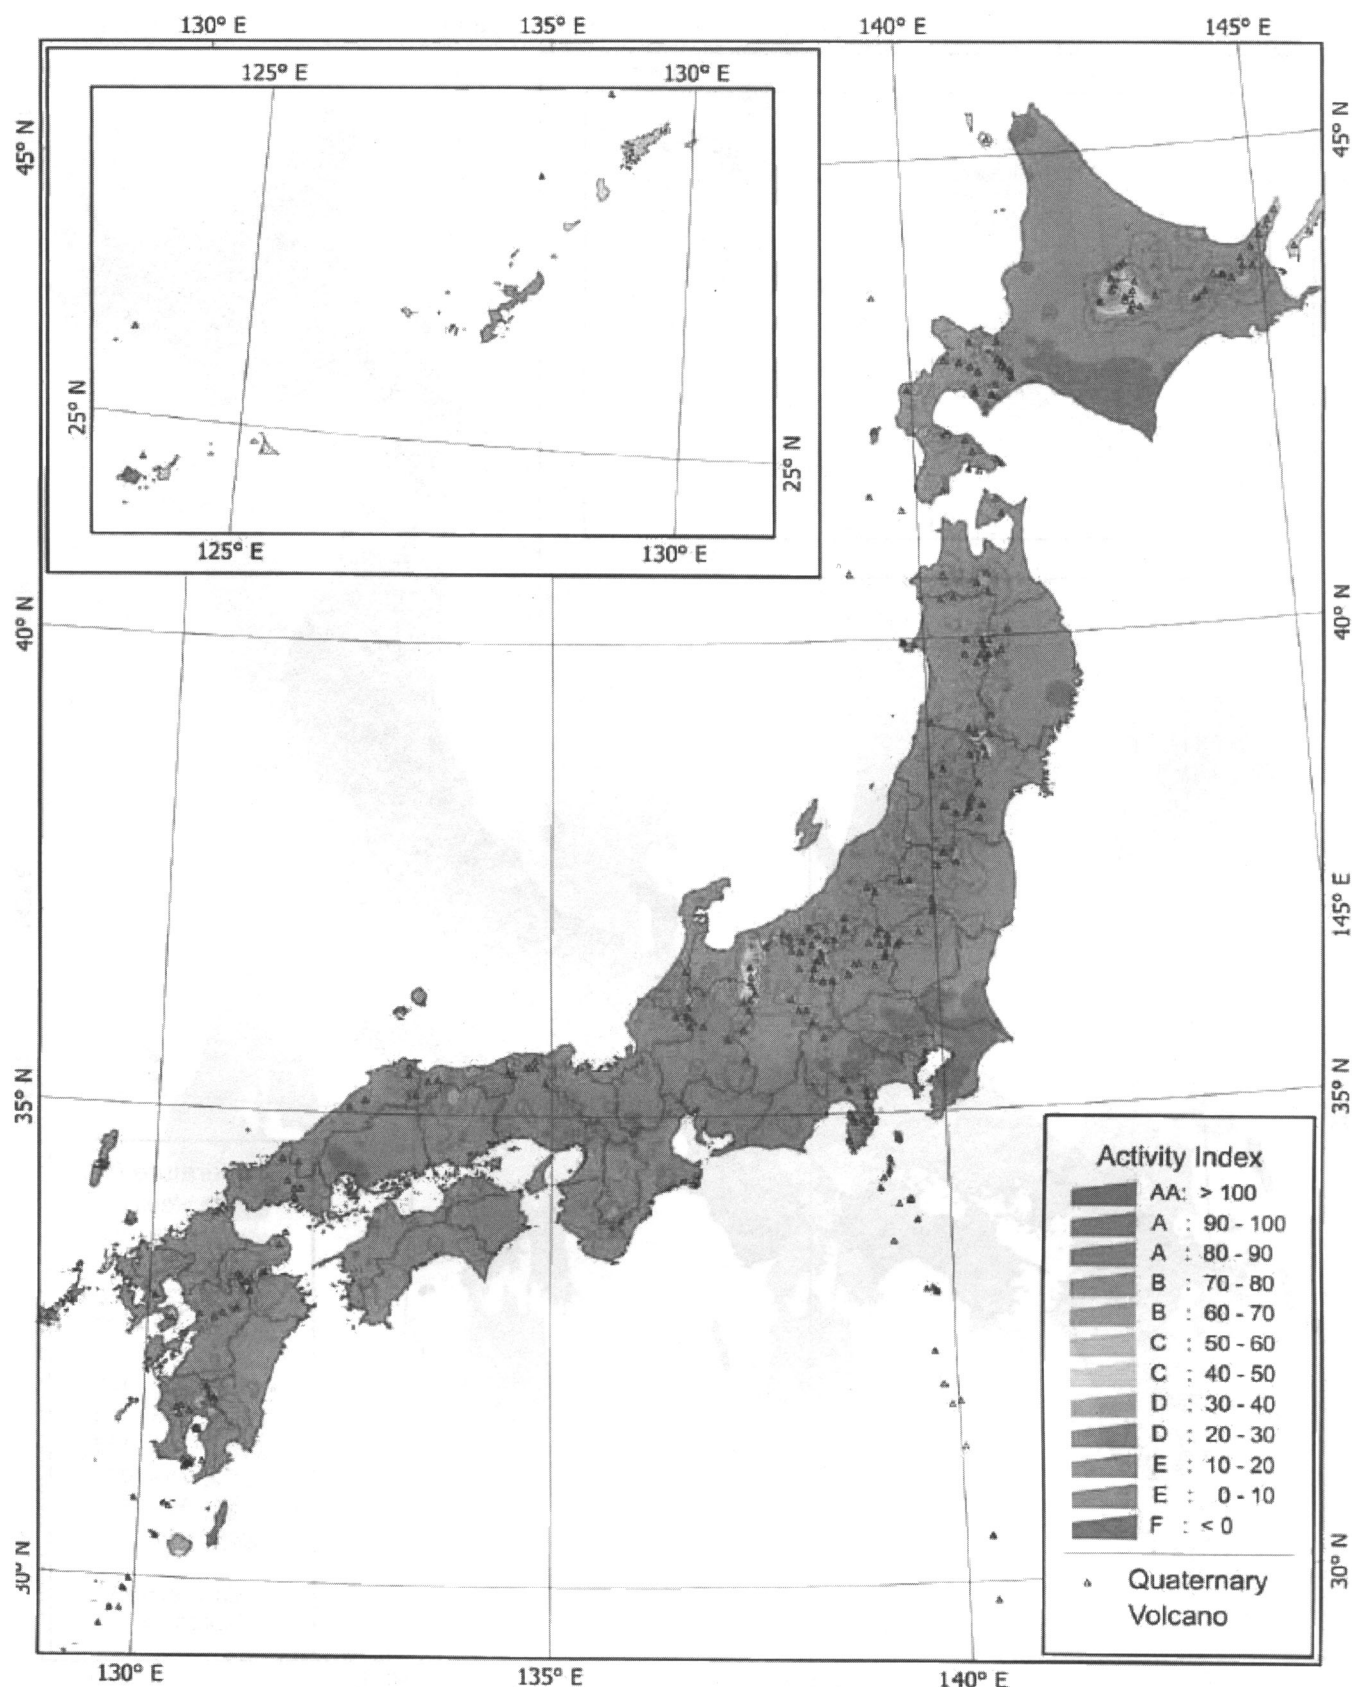 130° E
135° E
140° E
145° E
125° E
130° E
45° N
45° N
25° N
25° N
125° E
130° E
40° N
40° N
145° E
35° N
35° N
Activity Index
AA: > 100
A : 90 - 100
A : 80 - 90
B : 70 - 80
B : 60 - 70
C : 50 - 60
C : 40 - 50
D : 30 - 40
D : 20 - 30
E : 10 - 20
E : 0 - 10
F : < 0
Quaternary
Volcano
30° N
30° N
130° E
135° E
140° E